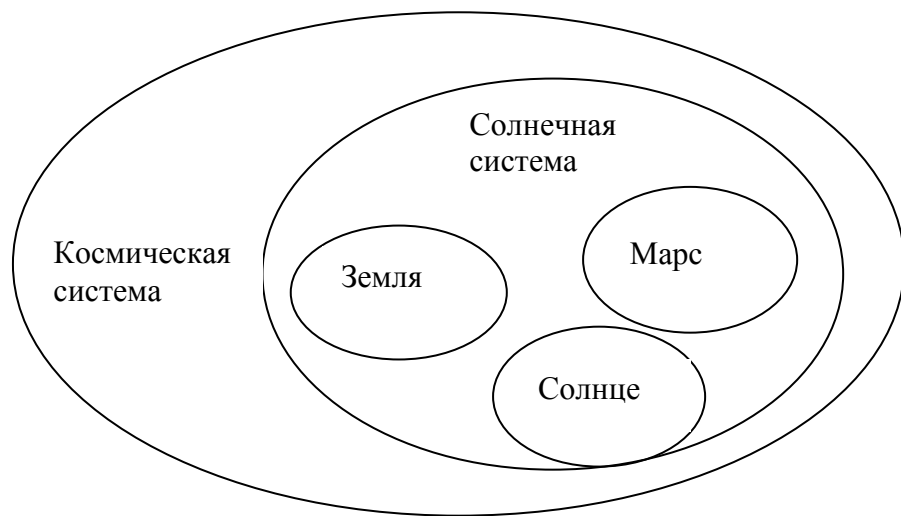 Солнечная
система
Марс
Космическая
система
Земля
Солнце